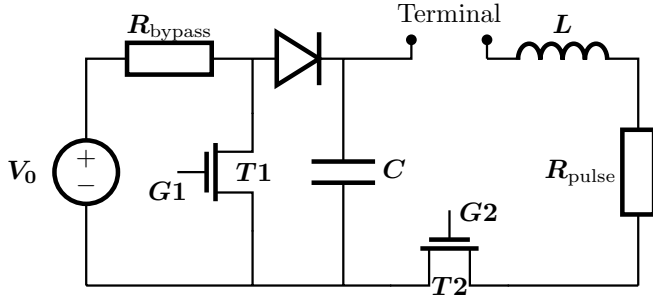 Terminal
R_bypass
L
V_0
+
−
G1
T1
C
R_pulse
G2
T2